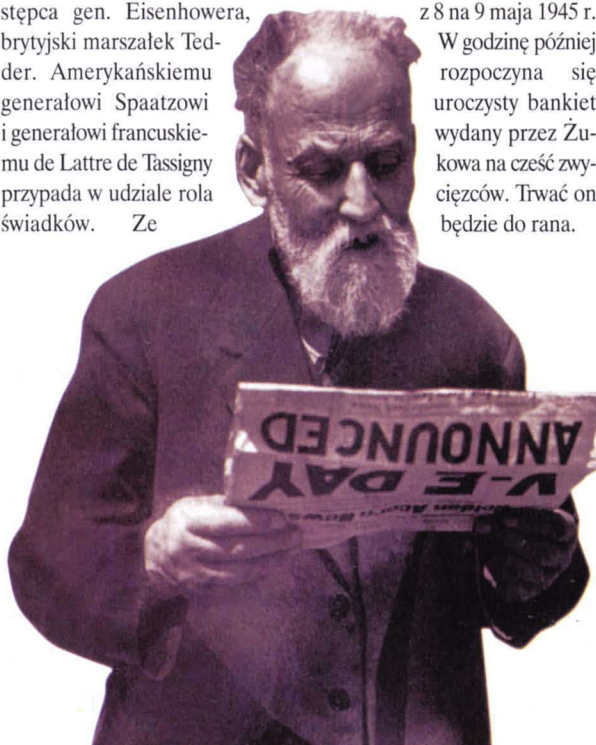 stępca gen. Eisenhowera,
brytyjski marszałek Ted-
der. Amerykańskiemu
generałowi Spaatzowi
i generałowi francuskie-
mu de Lattre de Tassigny
przypada w udziale rola
świadków. Ze
z 8 na 9 maja 1945 r.
W godzinę później
rozpoczyna się
uroczysty bankiet
wydany przez Żu-
kowa na cześć zwy-
cięzców. Trwać on
będzie do rana.
V-E DAY
ANNOUNCED